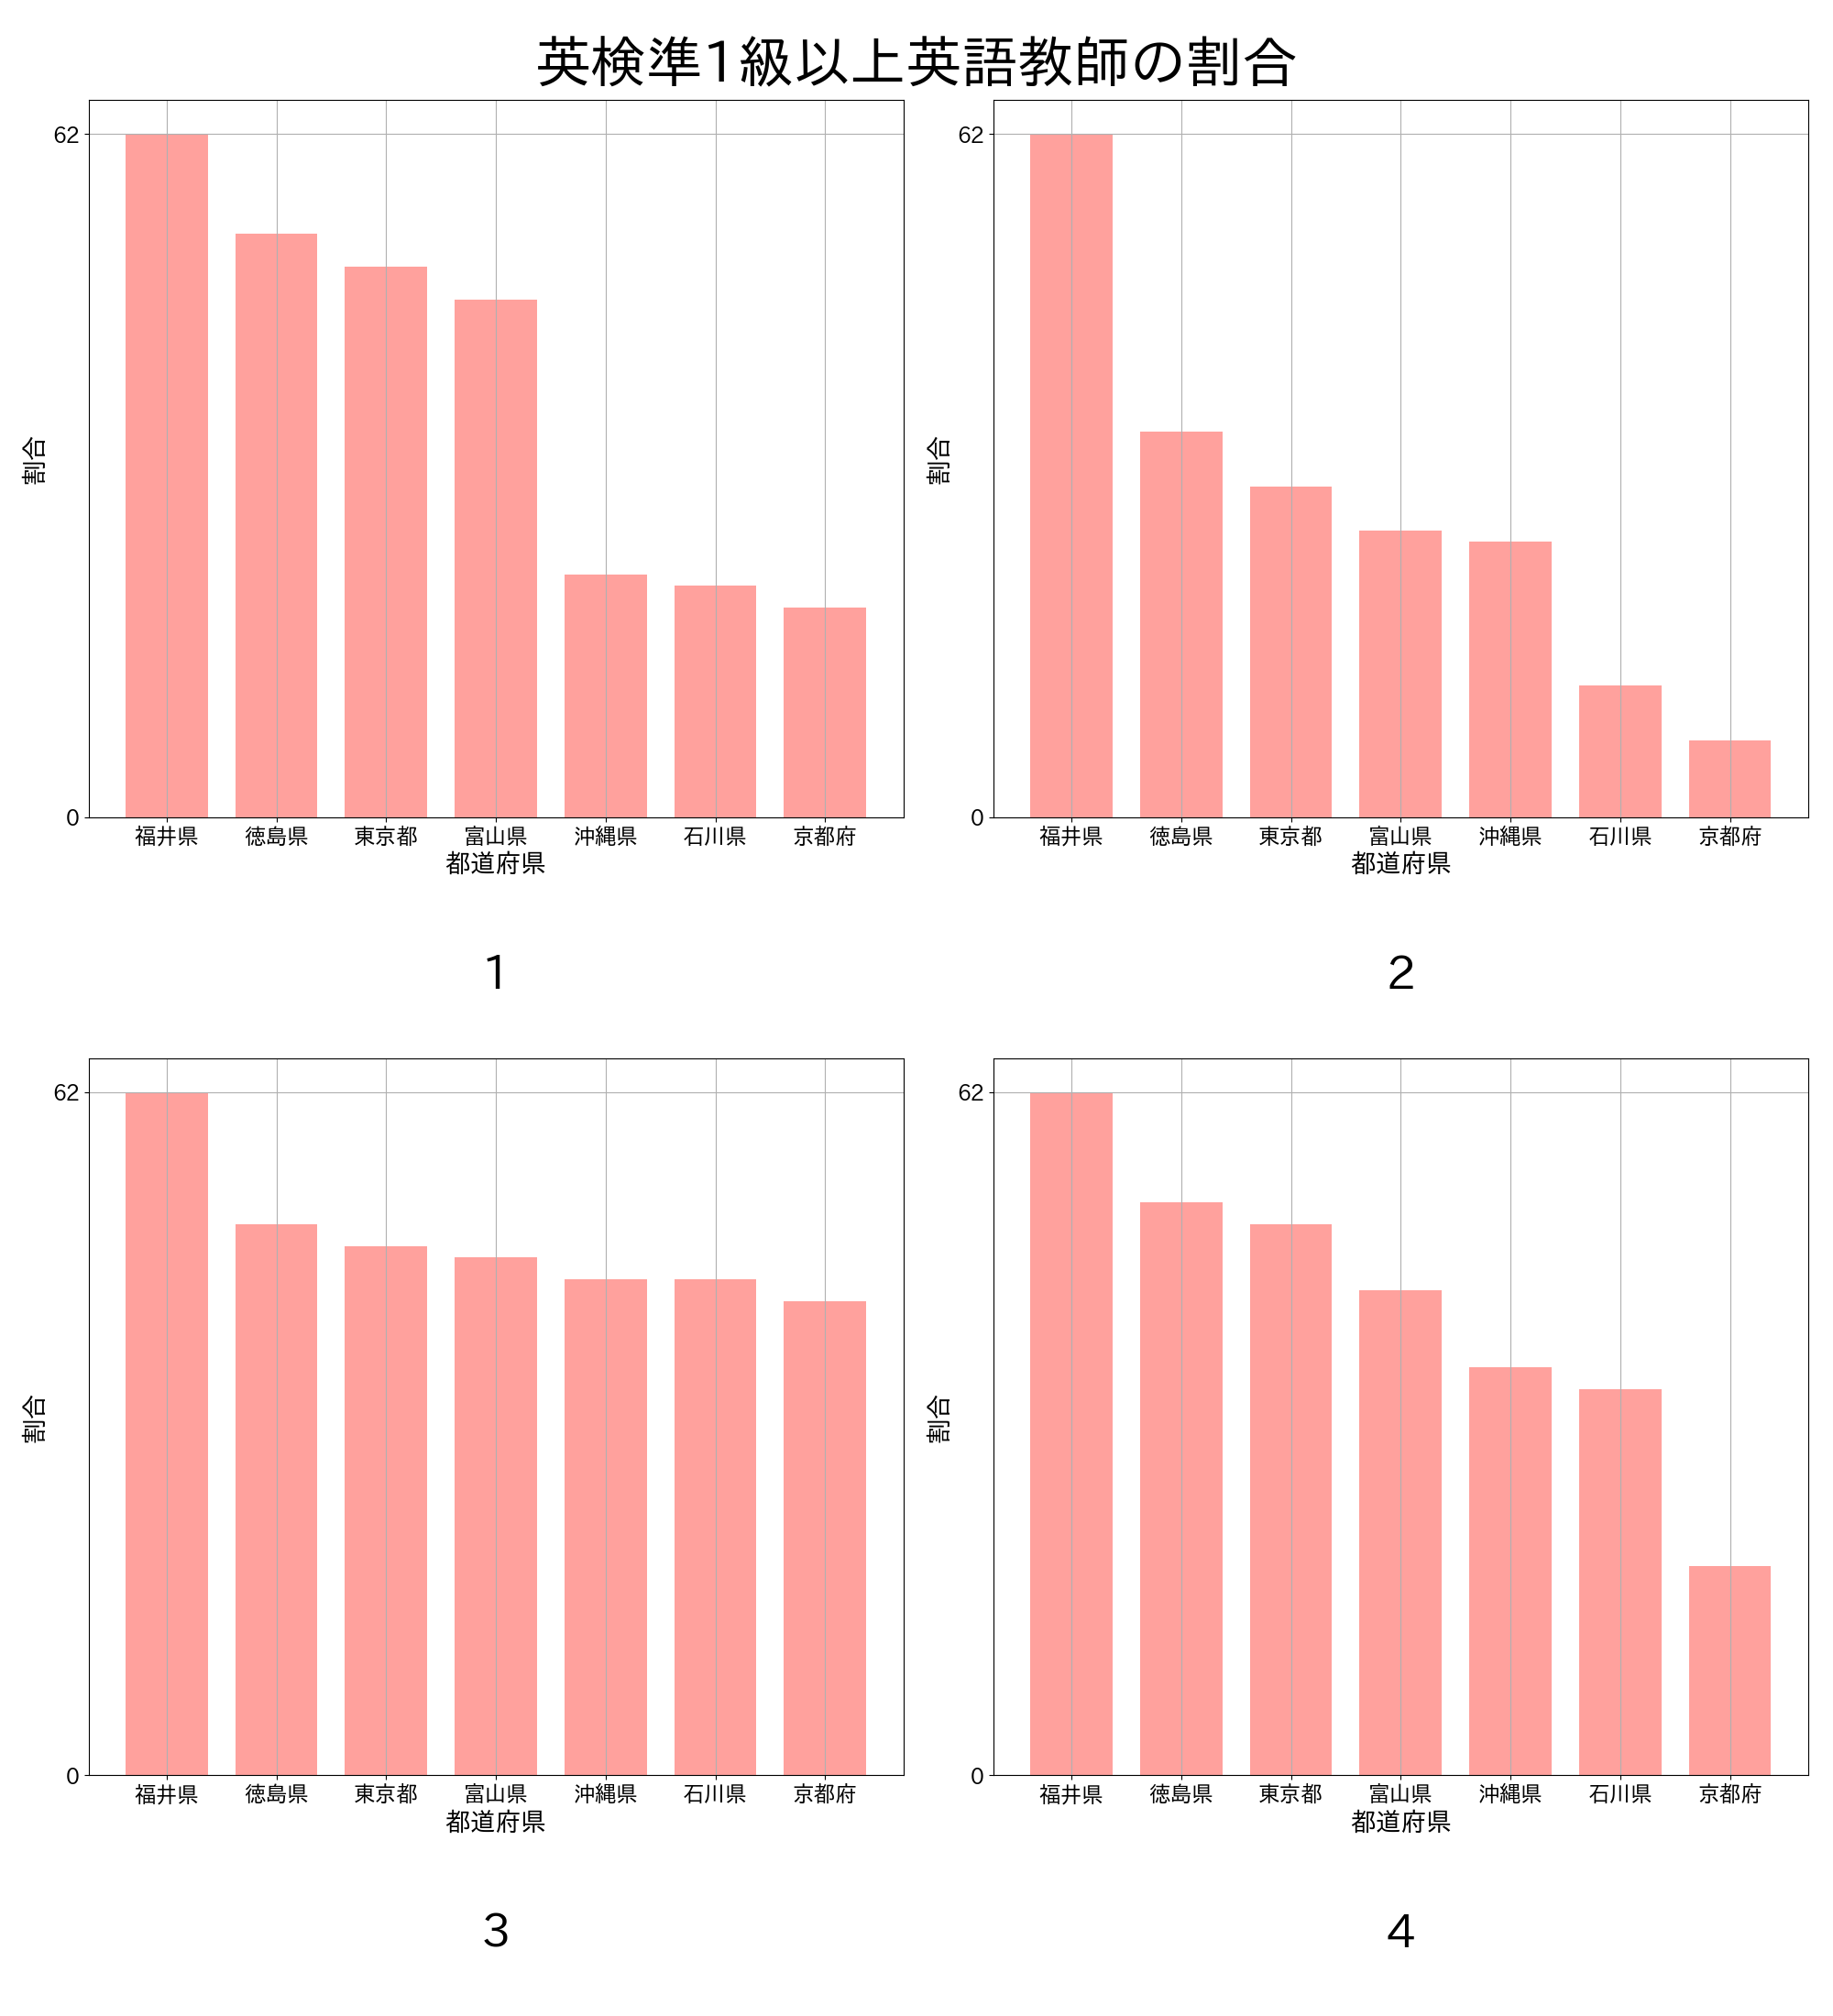 英検準1級以上英語教師の割合
62
0
割合
福井県 徳島県 東京都 富山県 沖縄県 石川県 京都府
都道府県
1
62
0
割合
福井県 徳島県 東京都 富山県 沖縄県 石川県 京都府
都道府県
2
62
0
割合
福井県 徳島県 東京都 富山県 沖縄県 石川県 京都府
都道府県
3
62
0
割合
福井県 徳島県 東京都 富山県 沖縄県 石川県 京都府
都道府県
4